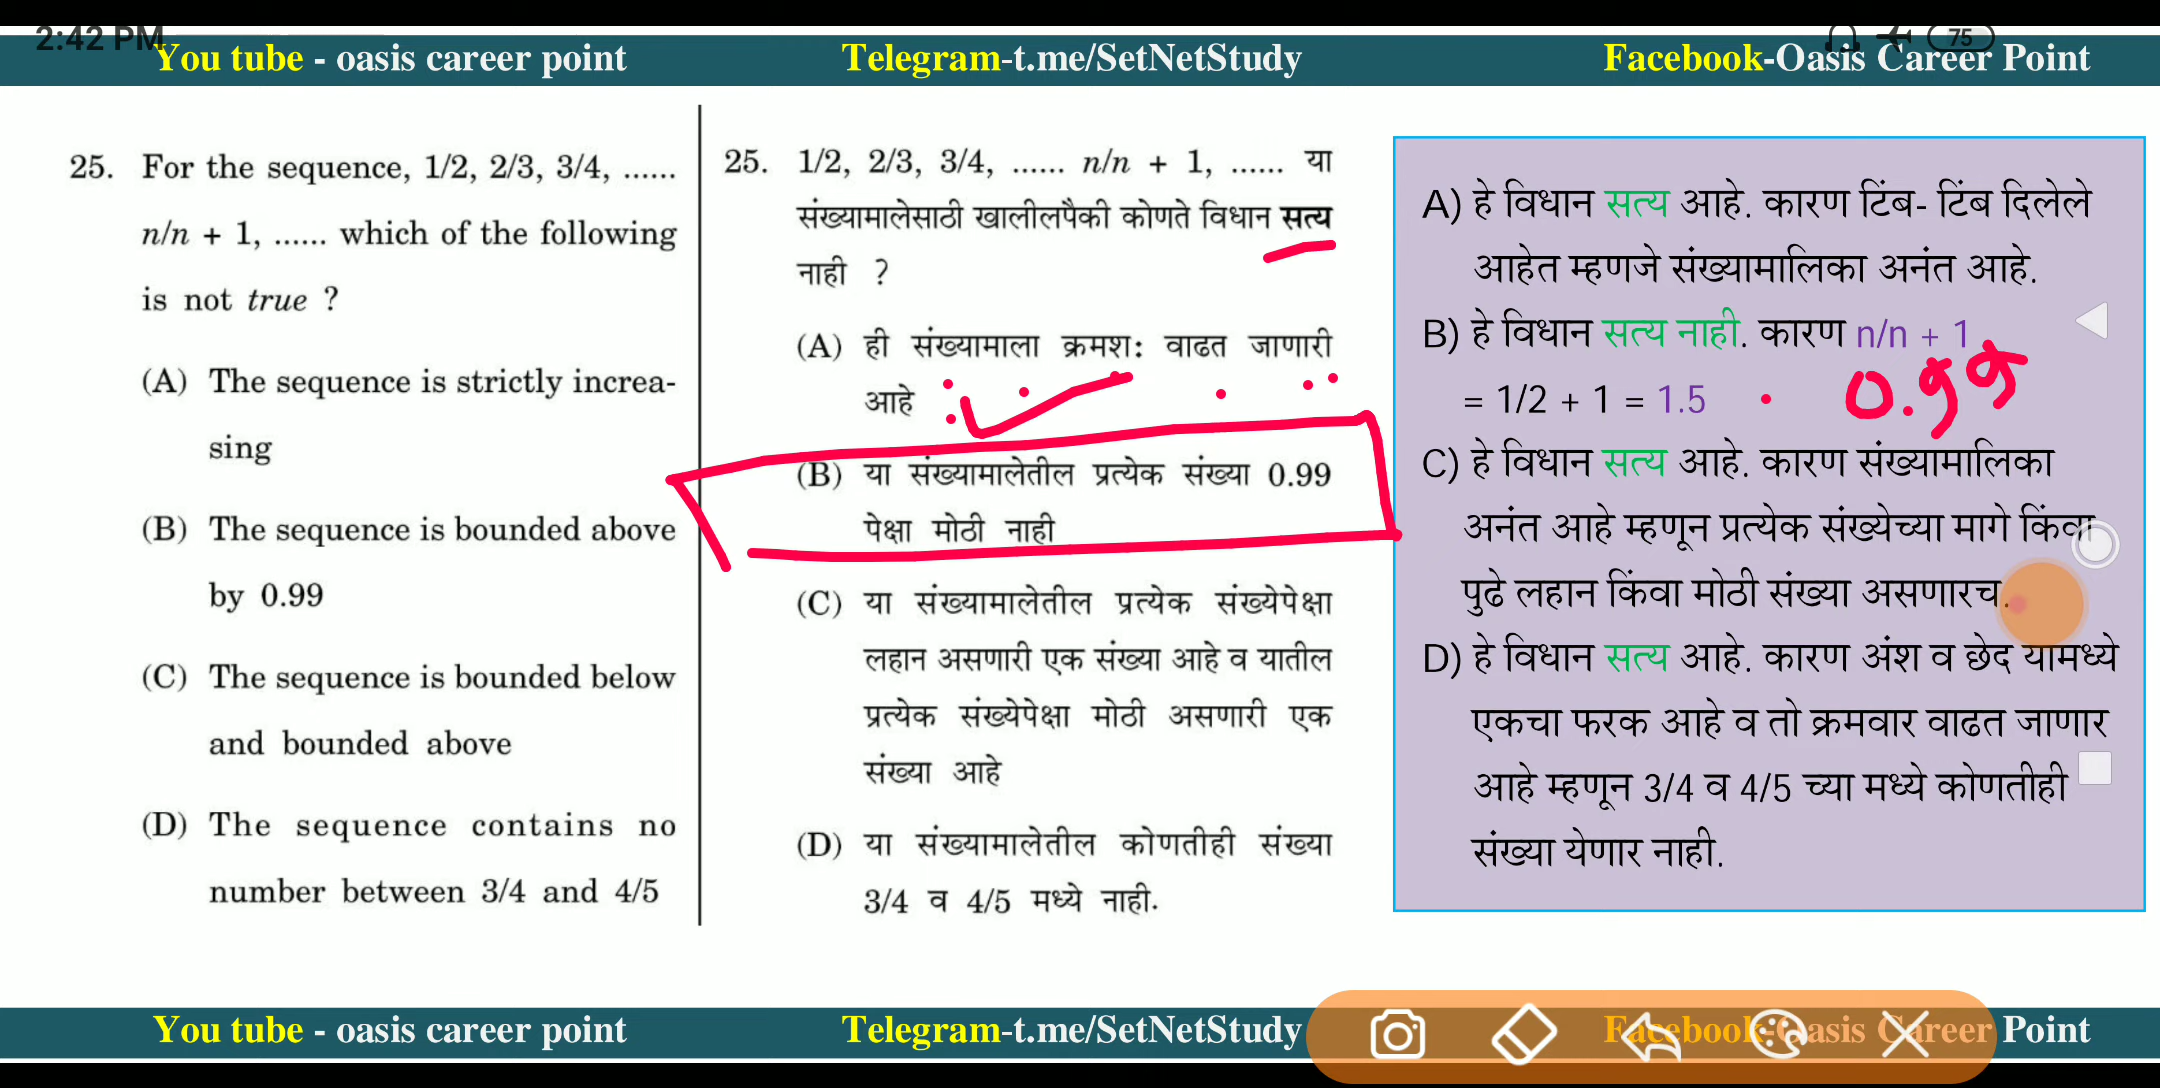 2:42 PM
75
You tube - oasis career point
Telegram-t.me/SetNetStudy
Facebook-Oasis Career Point
25. For the sequence, 1/2, 2/3, 3/4, ......
n/n + 1, ...... which of the following
is not true ?
(A) The sequence is strictly increa-
sing
(B) The sequence is bounded above
by 0.99
(C) The sequence is bounded below
and bounded above
(D) The sequence contains no
number between 3/4 and 4/5
25. 1/2, 2/3, 3/4, ...... n/n + 1, ...... या
संख्यामालेसाठी खालीलपैकी कोणते विधान सत्य
नाही ?
(A) ही संख्यामाला क्रमश: वाढत जाणारी
आहे
(B) या संख्यामालेतील प्रत्येक संख्या 0.99
पेक्षा मोठी नाही
(C) या संख्यामालेतील प्रत्येक संख्येपेक्षा
लहान असणारी एक संख्या आहे व यातील
प्रत्येक संख्येपेक्षा मोठी असणारी एक
संख्या आहे
(D) या संख्यामालेतील कोणतीही संख्या
3/4 व 4/5 मध्ये नाही.
A) हे विधान सत्य आहे. कारण टिंब- टिंब दिलेले
आहेत म्हणजे संख्यामालिका अनंत आहे.
B) हे विधान सत्य नाही. कारण n/n + 1
= 1/2 + 1 = 1.5
0.99
C) हे विधान सत्य आहे. कारण संख्यामालिका
अनंत आहे म्हणून प्रत्येक संख्येच्या मागे किंवा
पुढे लहान किंवा मोठी संख्या असणारच.
D) हे विधान सत्य आहे. कारण अंश व छेद यामध्ये
एकचा फरक आहे व तो क्रमवार वाढत जाणार
आहे म्हणून 3/4 व 4/5 च्या मध्ये कोणतीही
संख्या येणार नाही.
You tube - oasis career point
Telegram-t.me/SetNetStudy
Facebook-Oasis Career Point